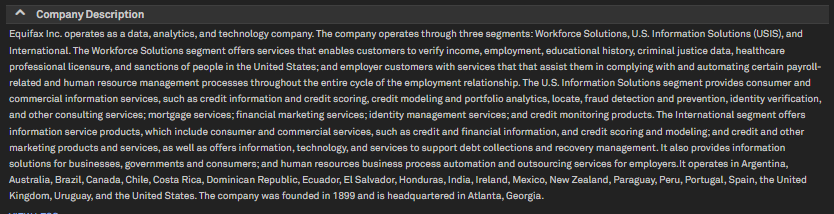 Company Description
Equifax Inc. operates as a data, analytics, and technology company. The company operates through three segments: Workforce Solutions, U.S. Information Solutions (USIS), and
International. The Workforce Solutions segment offers services that enables customers to verify income, employment, educational history, criminal justice data, healthcare
professional licensure, and sanctions of people in the United States; and employer customers with services that that assist them in complying with and automating certain payroll-
related and human resource management processes throughout the entire cycle of the employment relationship. The U.S. Information Solutions segment provides consumer and
commercial information services, such as credit information and credit scoring, credit modeling and portfolio analytics, locate, fraud detection and prevention, identity verification,
and other consulting services; mortgage services; financial marketing services; identity management services; and credit monitoring products. The International segment offers
information service products, which include consumer and commercial services, such as credit and financial information, and credit scoring and modeling; and credit and other
marketing products and services, as well as offers information, technology, and services to support debt collections and recovery management. It also provides information
solutions for businesses, governments and consumers; and human resources business process automation and outsourcing services for employers.It operates in Argentina,
Australia, Brazil, Canada, Chile, Costa Rica, Dominican Republic, Ecuador, El Salvador, Honduras, India, Ireland, Mexico, New Zealand, Paraguay, Peru, Portugal, Spain, the United
Kingdom, Uruguay, and the United States. The company was founded in 1899 and is headquartered in Atlanta, Georgia.